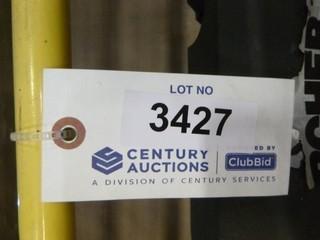 LOT NO
3427
ED BY
CENTURY
AUCTIONS
ClubBid
A DIVISION OF CENTURY SERVICES